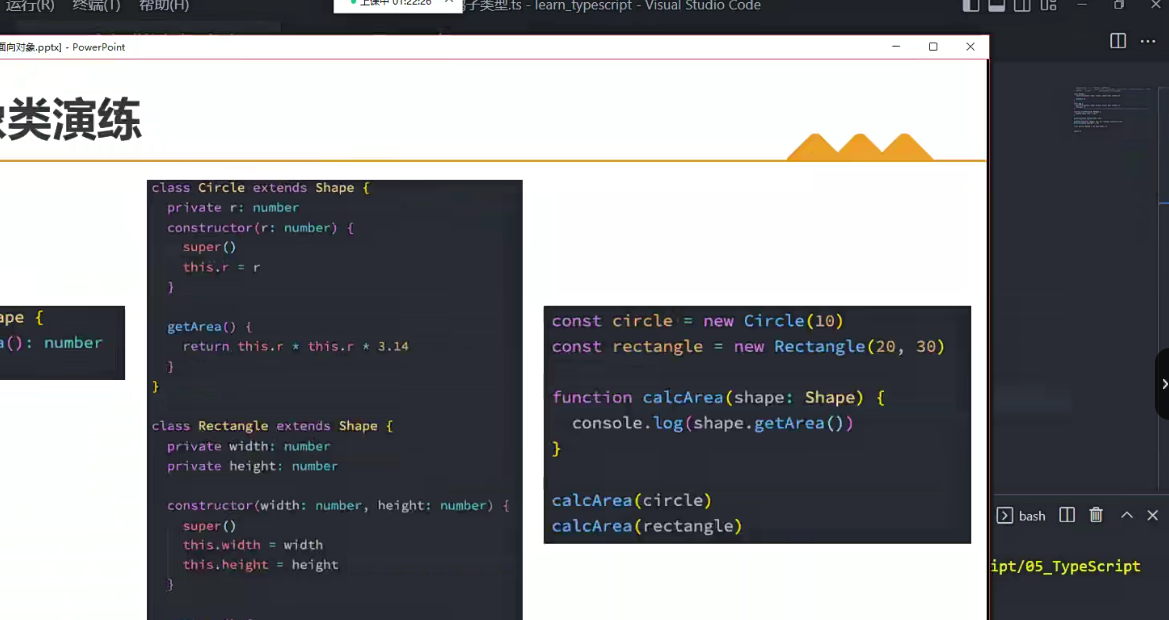 运行(R) 终端(T) 帮助(H)
上课中 01:22:26
子类型.ts - learn_typescript - Visual Studio Code
面向对象.pptx] - PowerPoint
象类演练
ape {
a(): number
class Circle extends Shape {
private r: number
constructor(r: number) {
super()
this.r = r
}
getArea() {
return this.r * this.r * 3.14
}
}
class Rectangle extends Shape {
private width: number
private height: number
constructor(width: number, height: number) {
super()
this.width = width
this.height = height
}
const circle = new Circle(10)
const rectangle = new Rectangle(20, 30)
function calcArea(shape: Shape) {
console.log(shape.getArea())
}
calcArea(circle)
calcArea(rectangle)
bash
ipt/05_TypeScript